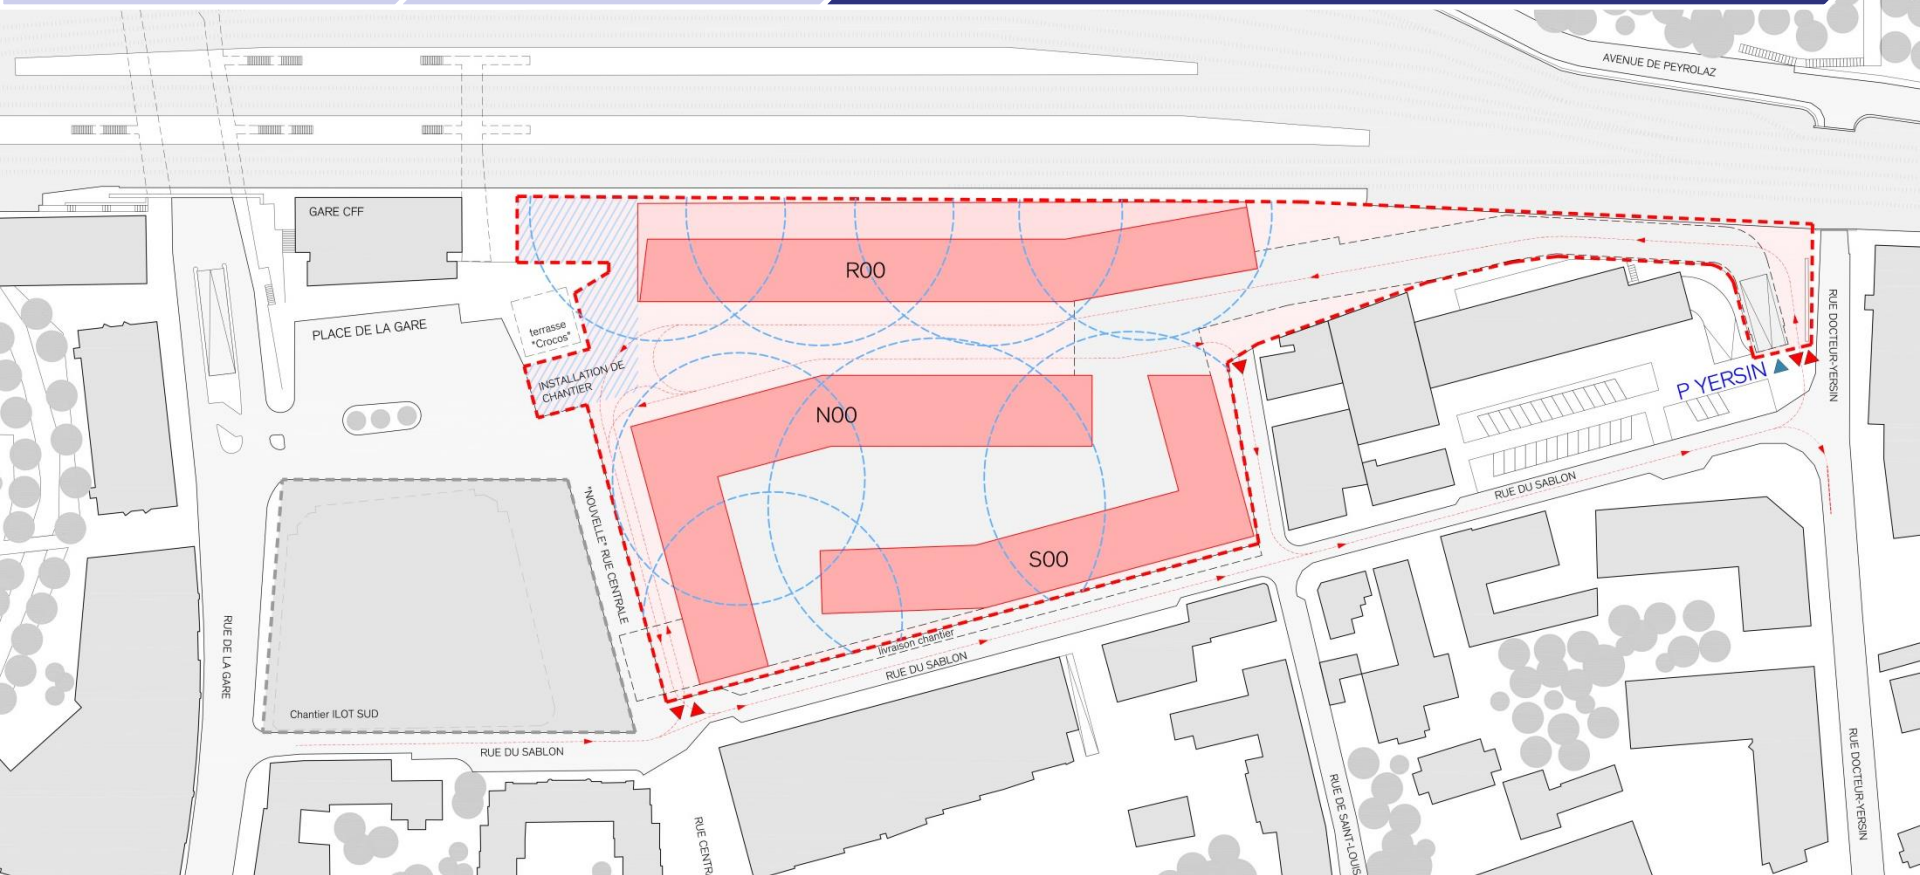 AVENUE DE PEYROLAZ
GARE CFF
PLACE DE LA GARE
terrasse
"Crocos"
INSTALLATION DE
CHANTIER
R00
N00
S00
P YERSIN
RUE DOCTEUR-YERSIN
RUE DU SABLON
"NOUVELLE" RUE CENTRALE
livraison chantier
RUE DU SABLON
RUE DE LA GARE
Chantier ILOT SUD
RUE DU SABLON
RUE CENTR
RUE DE SAINT-LOUIS
RUE DOCTEUR-YERSIN